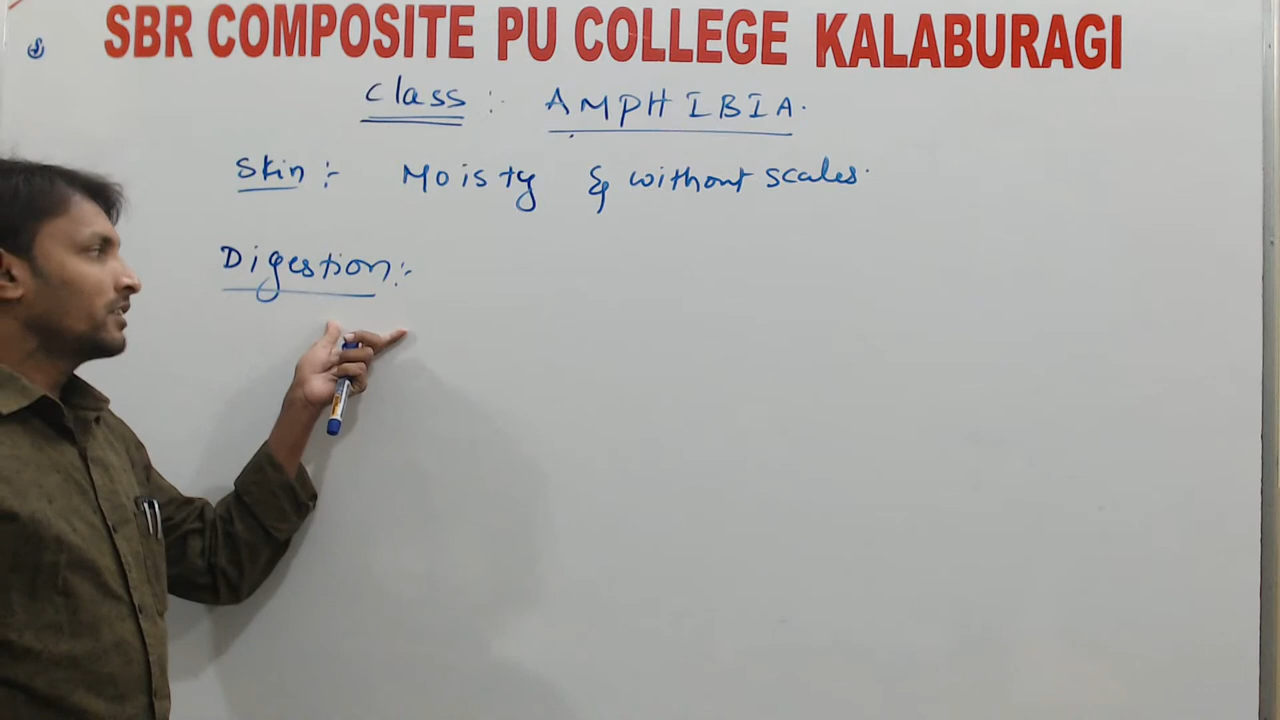 SBR COMPOSITE PU COLLEGE KALABURAGI
Class : AMPHIBIA.
Skin :- Moisty & without scales.
Digestion :-